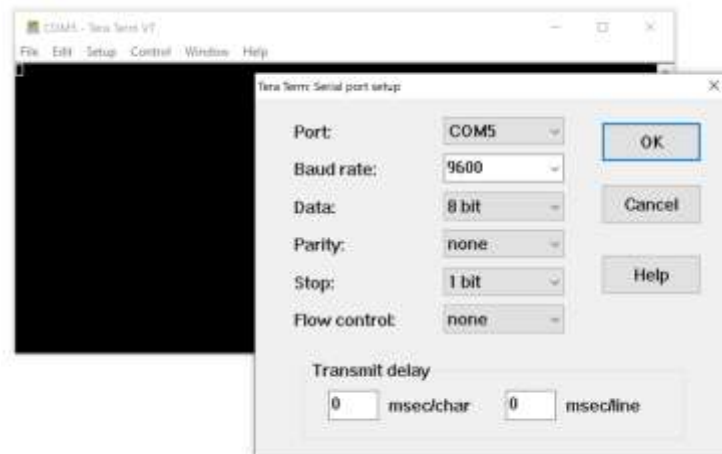 COM5 - Tera Term VT
File Edit Setup Control Window Help
Tera Term: Serial port setup
Port: COM5
OK
Baud rate: 9600
Data: 8 bit
Cancel
Parity: none
Stop: 1 bit
Help
Flow control: none
Transmit delay
0 msec/char 0 msec/line